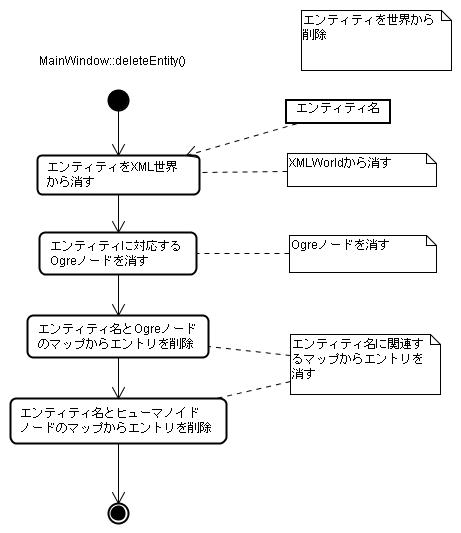 エンティティを世界から
削除
MainWindow::deleteEntity()
エンティティ名
エンティティをXML世界
から消す
XMLWorldから消す
エンティティに対応する
Ogreノードを消す
Ogreノードを消す
エンティティ名とOgreノード
のマップからエントリを削除
エンティティ名に関連す
るマップからエントリを
消す
エンティティ名とヒューマノイド
ノードのマップからエントリを削除